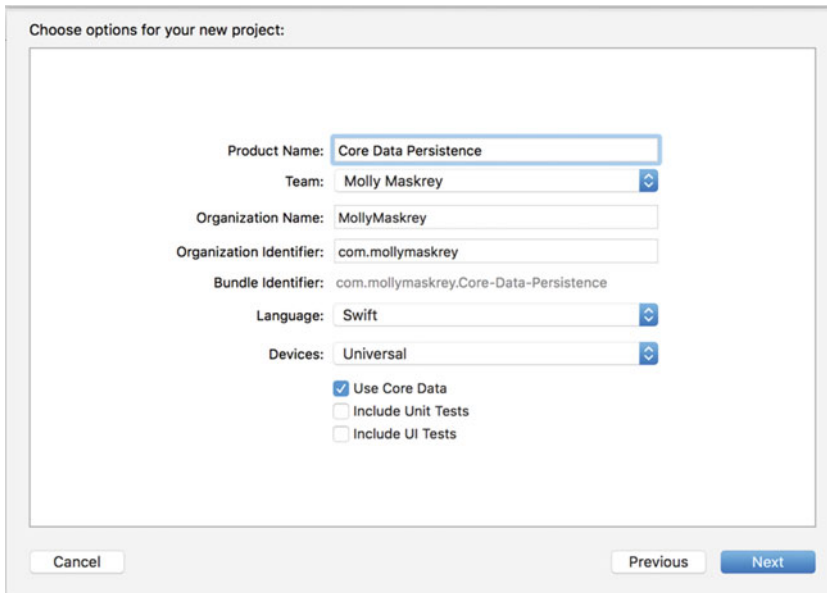 Choose options for your new project:
Product Name: Core Data Persistence
Team: Molly Maskrey
Organization Name: MollyMaskrey
Organization Identifier: com.mollymaskrey
Bundle Identifier: com.mollymaskrey.Core-Data-Persistence
Language: Swift
Devices: Universal
Use Core Data
Include Unit Tests
Include UI Tests
Cancel Previous Next